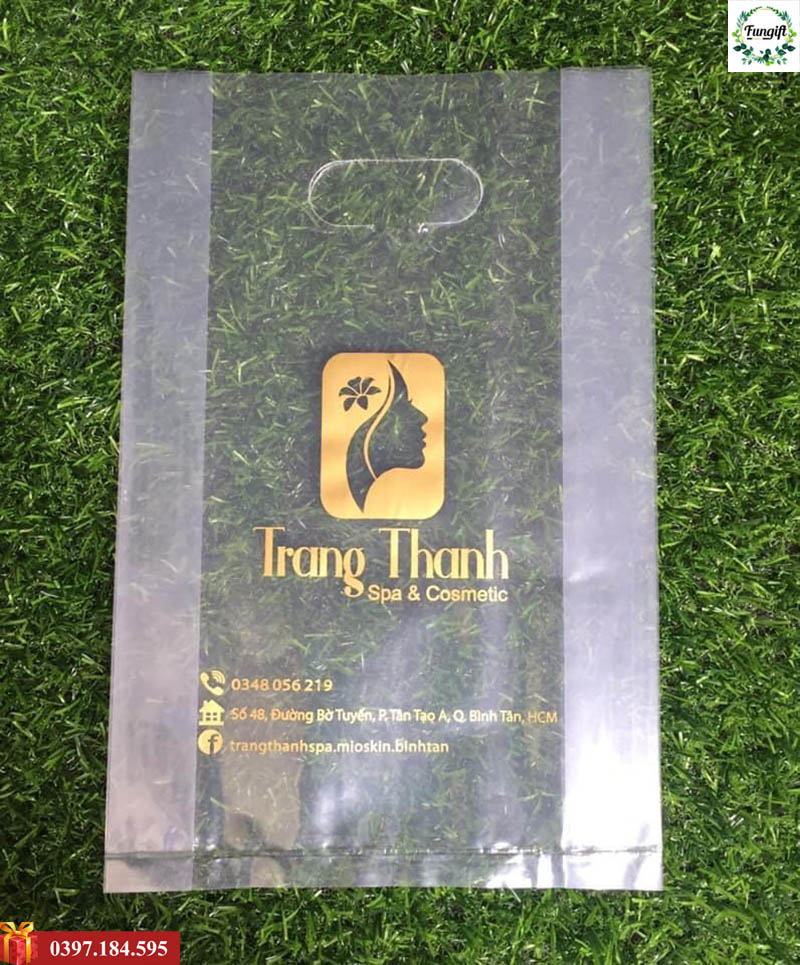 Fungift
Trang Thanh
Spa & Cosmetic
0348 056 219
Số 48, Đường Bờ Tuyến, P. Tân Tạo A, Q. Bình Tân, HCM
trangthanhspa.mioskin.binhtan
0397.184.595